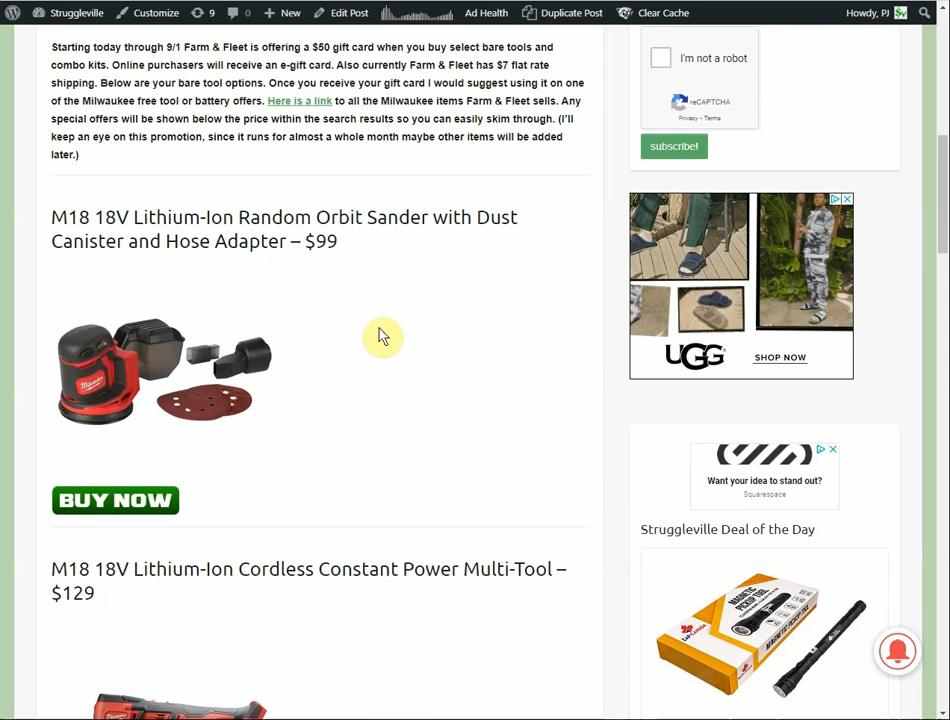 Struggleville
Customize
9
0
New
Edit Post
Ad Health
Duplicate Post
Clear Cache
Howdy, PJ
Starting today through 9/1 Farm & Fleet is offering a $50 gift card when you buy select bare tools and
combo kits. Online purchasers will receive an e-gift card. Also currently Farm & Fleet has $7 flat rate
shipping. Below are your bare tool options. Once you receive your gift card I would suggest using it on one
of the Milwaukee free tool or battery offers. Here is a link to all the Milwaukee items Farm & Fleet sells. Any
special offers will be shown below the price within the search results so you can easily skim through. (I'll
keep an eye on this promotion, since it runs for almost a whole month maybe other items will be added
later.)
M18 18V Lithium-Ion Random Orbit Sander with Dust
Canister and Hose Adapter – $99
Milwaukee
BUY NOW
M18 18V Lithium-Ion Cordless Constant Power Multi-Tool –
$129
I'm not a robot
reCAPTCHA
Privacy - Terms
subscribe!
UGG
SHOP NOW
Want your idea to stand out?
Squarespace
Struggleville Deal of the Day
MAGNETIC
PICKUP TOOL